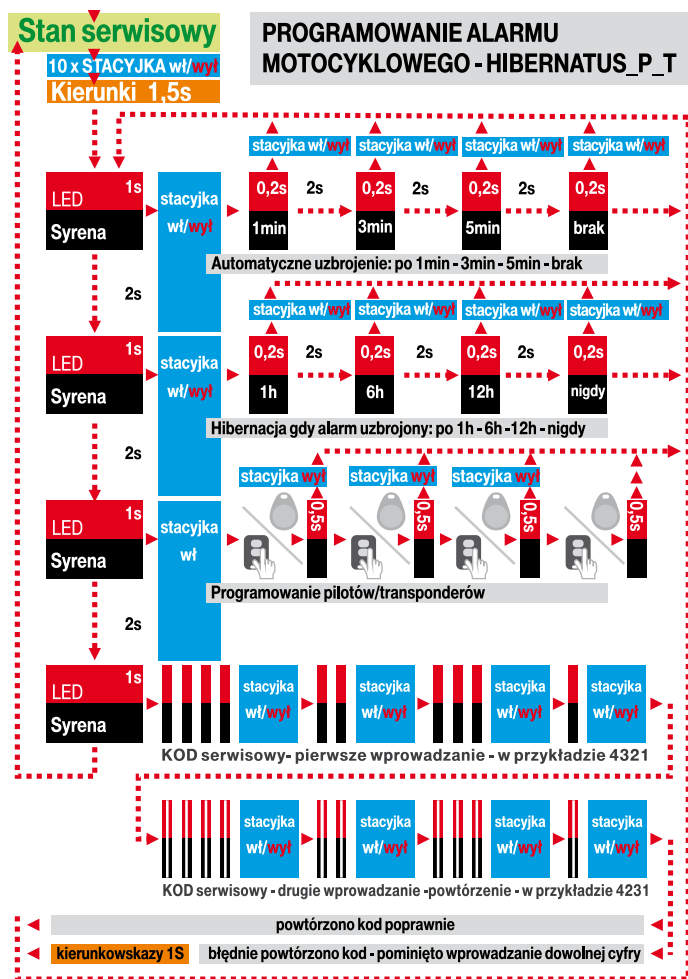 Stan serwisowy
PROGRAMOWANIE ALARMU
MOTOCYKLOWEGO - HIBERNATUS_P_T
10 x STACYJKA wł/wył
Kierunki 1,5s
stacyjka wł/wył stacyjka wł/wył stacyjka wł/wył stacyjka wł/wył
LED 1s
Syrena
stacyjka
wł/wył
0,2s 2s 0,2s 2s 0,2s 2s 0,2s
1min 3min 5min brak
Automatyczne uzbrojenie: po 1min - 3min - 5min - brak
2s
stacyjka wł/wył stacyjka wł/wył stacyjka wł/wył stacyjka wł/wył
LED 1s
Syrena
stacyjka
wł/wył
0,2s 2s 0,2s 2s 0,2s 2s 0,2s
1h 6h 12h nigdy
Hibernacja gdy alarm uzbrojony: po 1h - 6h -12h - nigdy
2s
stacyjka wył stacyjka wył stacyjka wył
LED 1s
Syrena
stacyjka
wł
0,5s 0,5s 0,5s 0,5s
Programowanie pilotów/transponderów
2s
LED 1s
Syrena
stacyjka stacyjka stacyjka stacyjka
wł/wył wł/wył wł/wył wł/wył
KOD serwisowy- pierwsze wprowadzanie - w przykładzie 4321
stacyjka stacyjka stacyjka stacyjka
wł/wył wł/wył wł/wył wł/wył
KOD serwisowy - drugie wprowadzanie -powtórzenie - w przykładzie 4231
powtórzono kod poprawnie
kierunkowskazy 1S błędnie powtórzono kod - pominięto wprowadzanie dowolnej cyfry